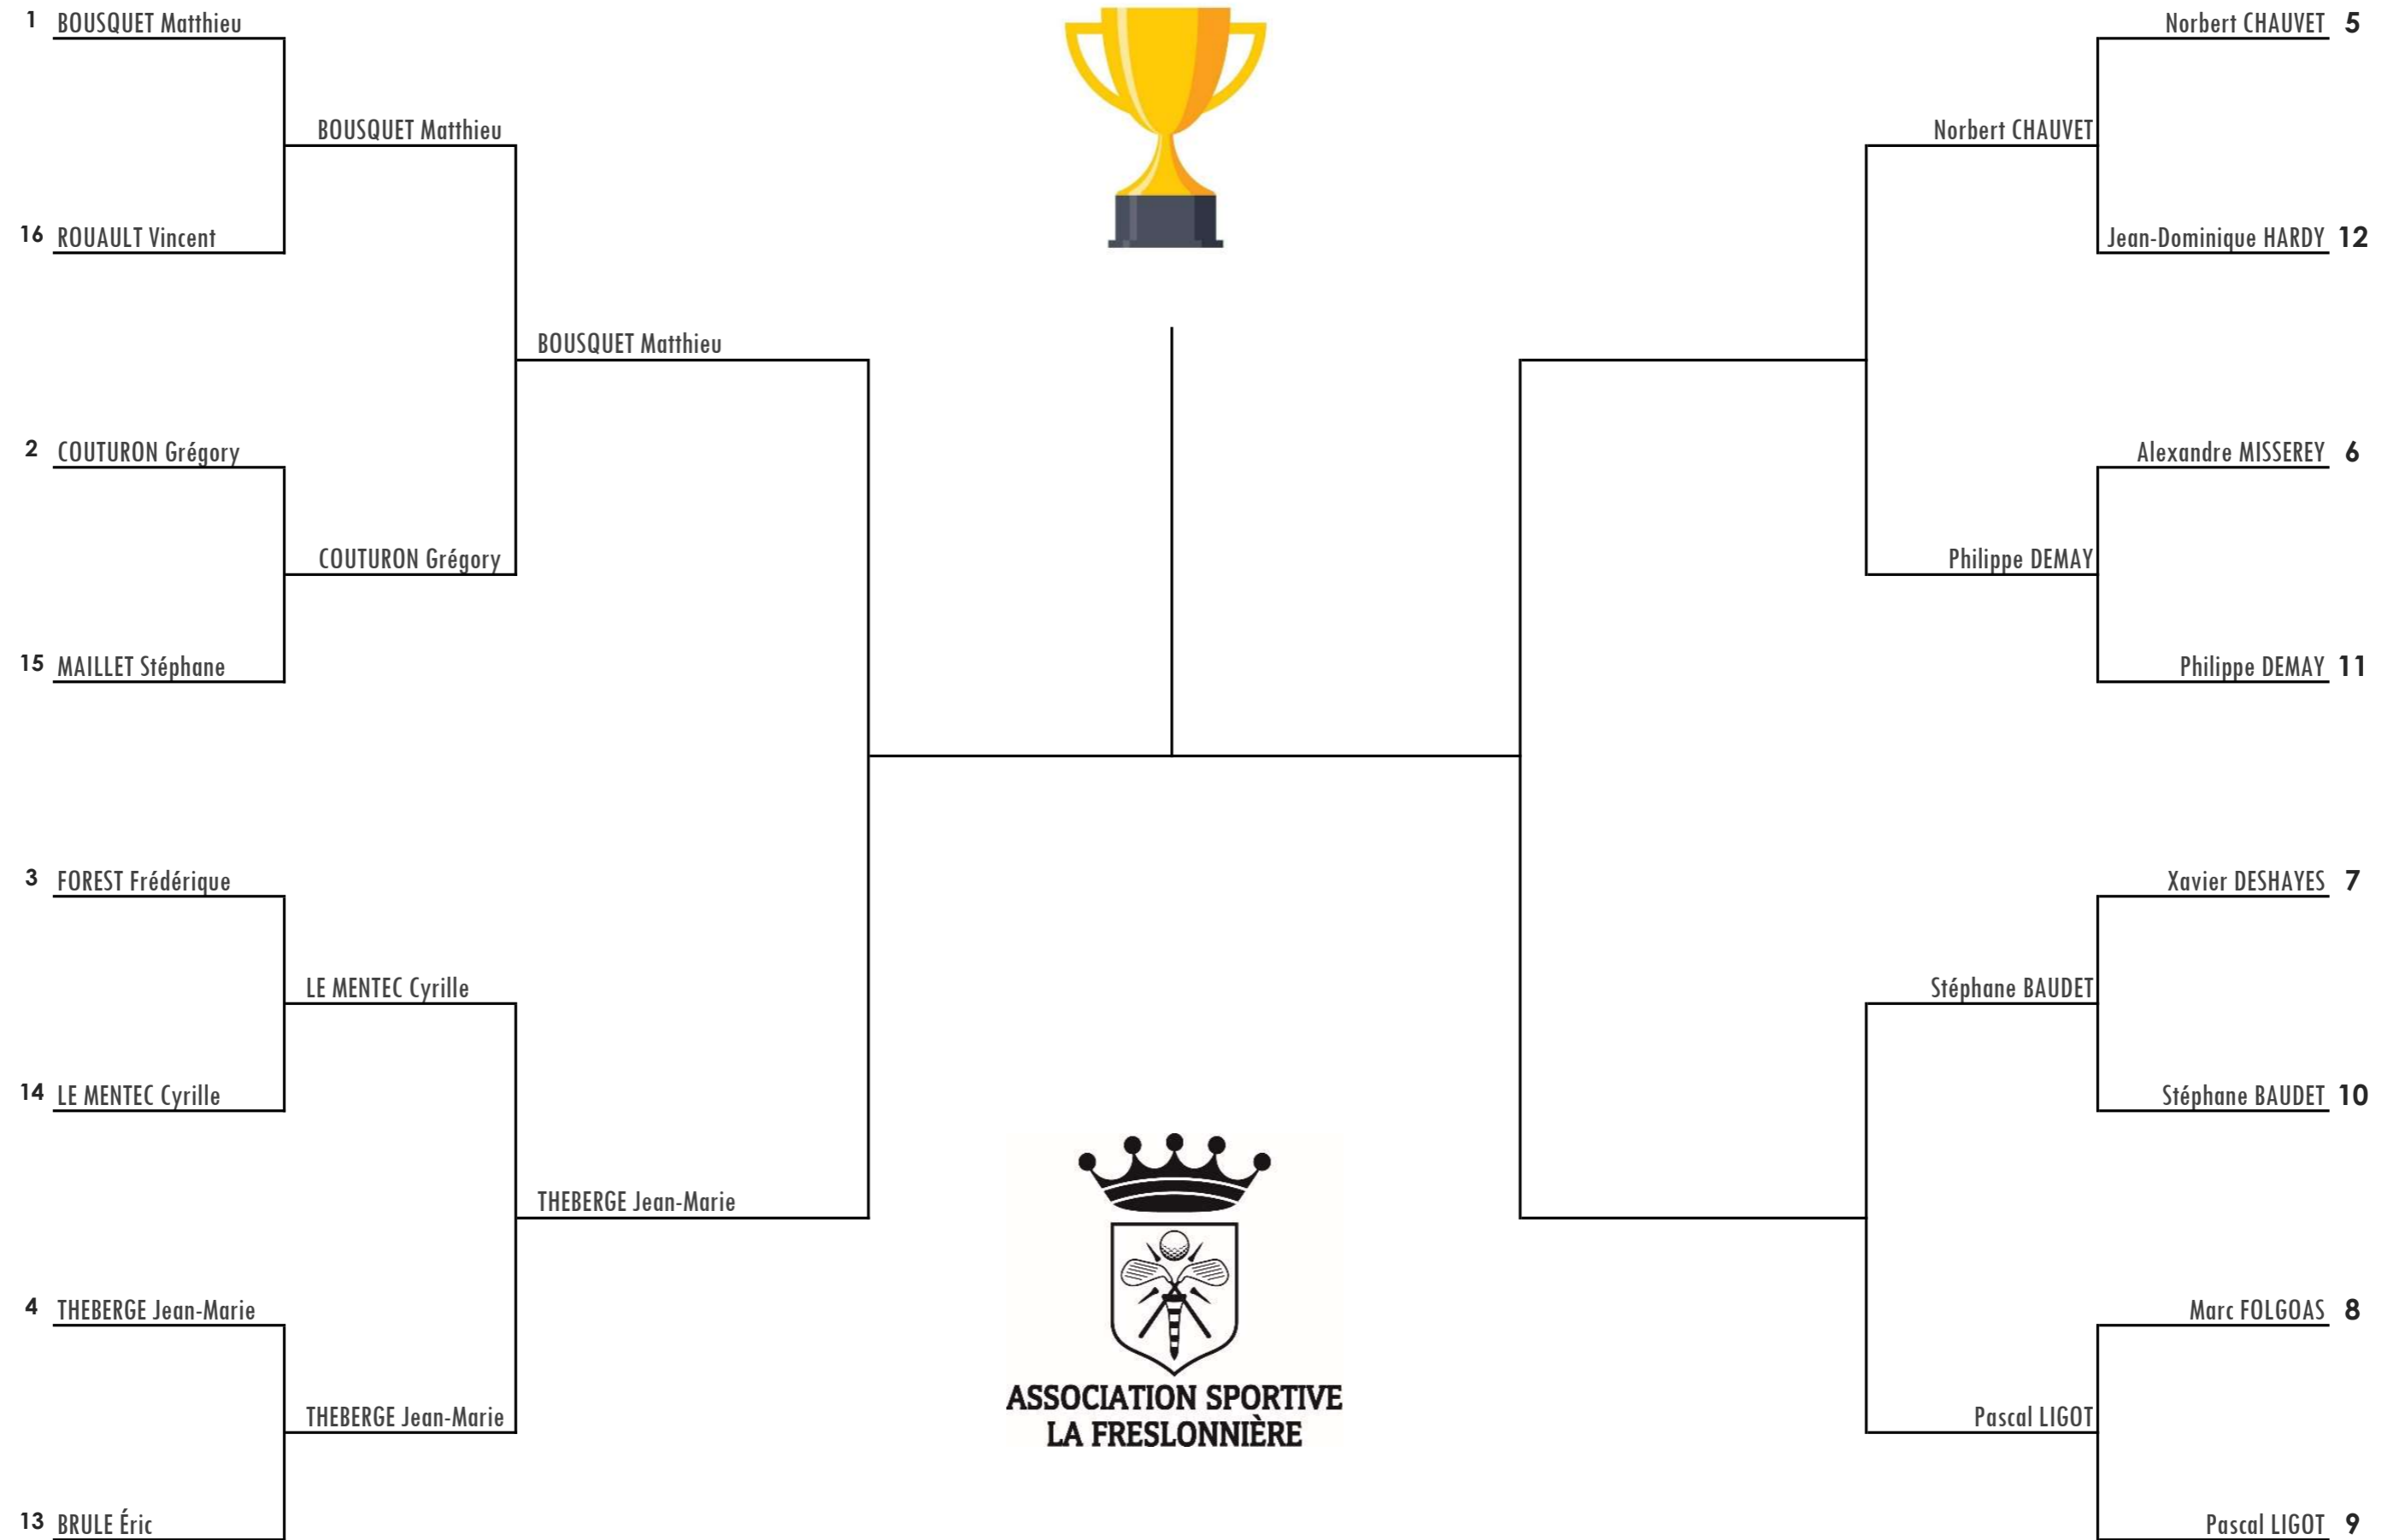 1 BOUSQUET Matthieu
BOUSQUET Matthieu
16 ROUAULT Vincent
BOUSQUET Matthieu
2 COUTURON Grégory
COUTURON Grégory
15 MAILLET Stéphane
3 FOREST Frédérique
LE MENTEC Cyrille
14 LE MENTEC Cyrille
THEBERGE Jean-Marie
4 THEBERGE Jean-Marie
THEBERGE Jean-Marie
13 BRULE Éric
ASSOCIATION SPORTIVE
LA FRESLONNIÈRE
Norbert CHAUVET 5
Norbert CHAUVET
Jean-Dominique HARDY 12
Alexandre MISSEREY 6
Philippe DEMAY
Philippe DEMAY 11
Xavier DESHAYES 7
Stéphane BAUDET
Stéphane BAUDET 10
Marc FOLGOAS 8
Pascal LIGOT
Pascal LIGOT 9